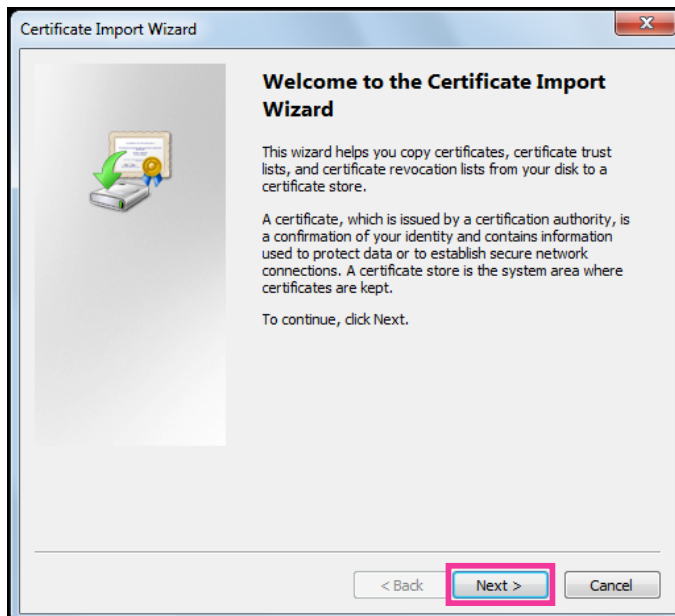 Certificate Import Wizard
Welcome to the Certificate Import
Wizard
This wizard helps you copy certificates, certificate trust
lists, and certificate revocation lists from your disk to a
certificate store.
A certificate, which is issued by a certification authority, is
a confirmation of your identity and contains information
used to protect data or to establish secure network
connections. A certificate store is the system area where
certificates are kept.
To continue, click Next.
< Back
Next >
Cancel